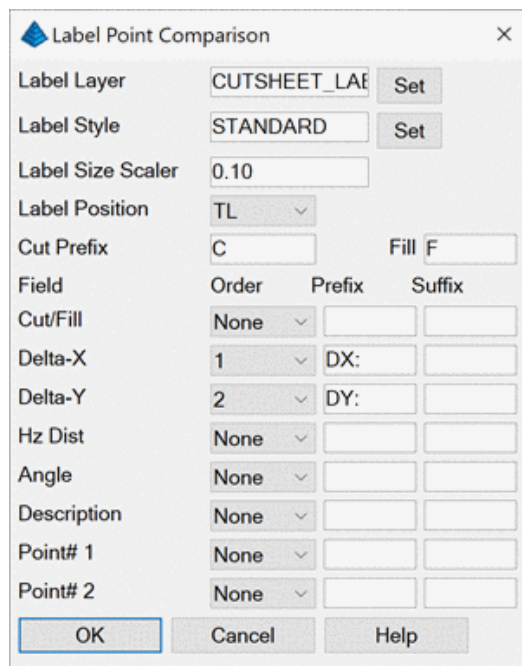 Label Point Comparison
Label Layer CUTSHEET_LAE Set
Label Style STANDARD Set
Label Size Scaler 0.10
Label Position TL
Cut Prefix C Fill F
Field Order Prefix Suffix
Cut/Fill None
Delta-X 1 DX:
Delta-Y 2 DY:
Hz Dist None
Angle None
Description None
Point# 1 None
Point# 2 None
OK Cancel Help